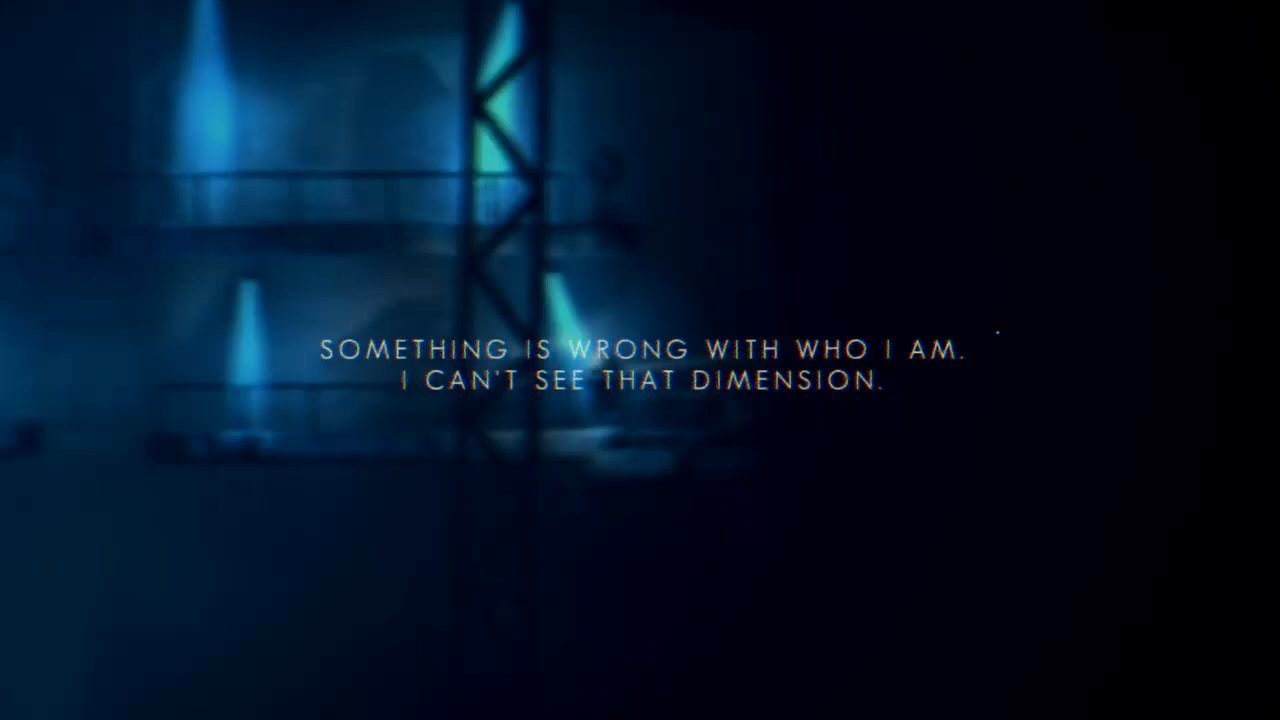 SOMETHING IS WRONG WITH WHO I AM.
I CAN'T SEE THAT DIMENSION.